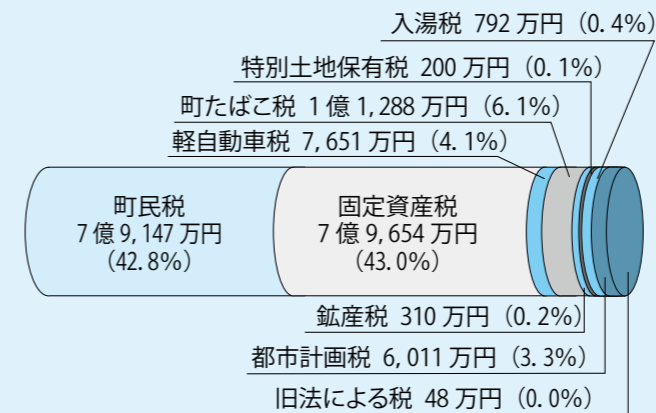 入湯税 792 万円（0.4%）
特別土地保有税 200 万円（0.1%）
町たばこ税 1 億 1,288 万円（6.1%）
軽自動車税 7,651 万円（4.1%）
町民税
7 億 9,147 万円
（42.8%）
固定資産税
7 億 9,654 万円
（43.0%）
鉱産税 310 万円（0.2%）
都市計画税 6,011 万円（3.3%）
旧法による税 48 万円（0.0%）